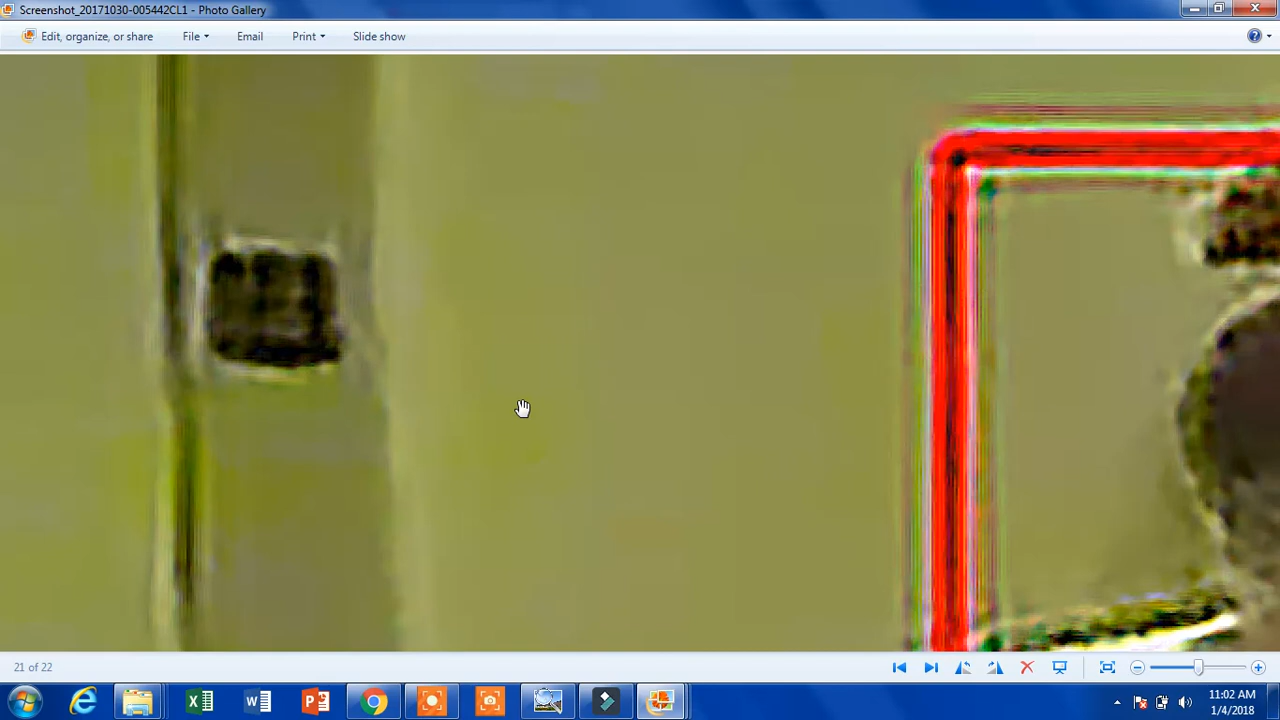 Screenshot_20171030-005442CL1 - Photo Gallery
Edit, organize, or share File Email Print Slide show
21 of 22
11:02 AM
1/4/2018